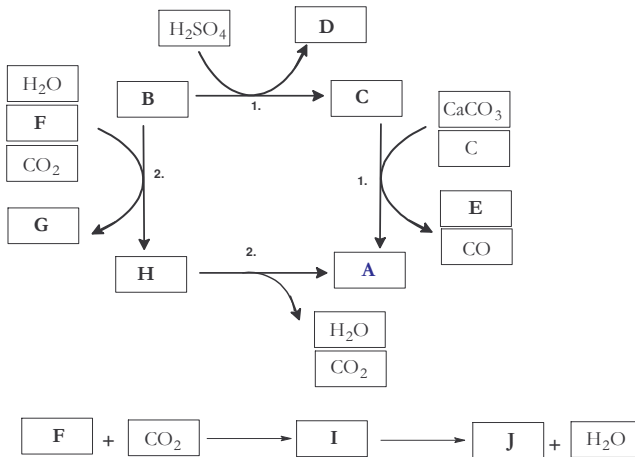 H₂SO₄
D
H₂O
B
1.
C
F
CaCO₃
CO₂
2.
C
1.
G
E
CO
H
2.
A
H₂O
CO₂
F + CO₂ I J + H₂O